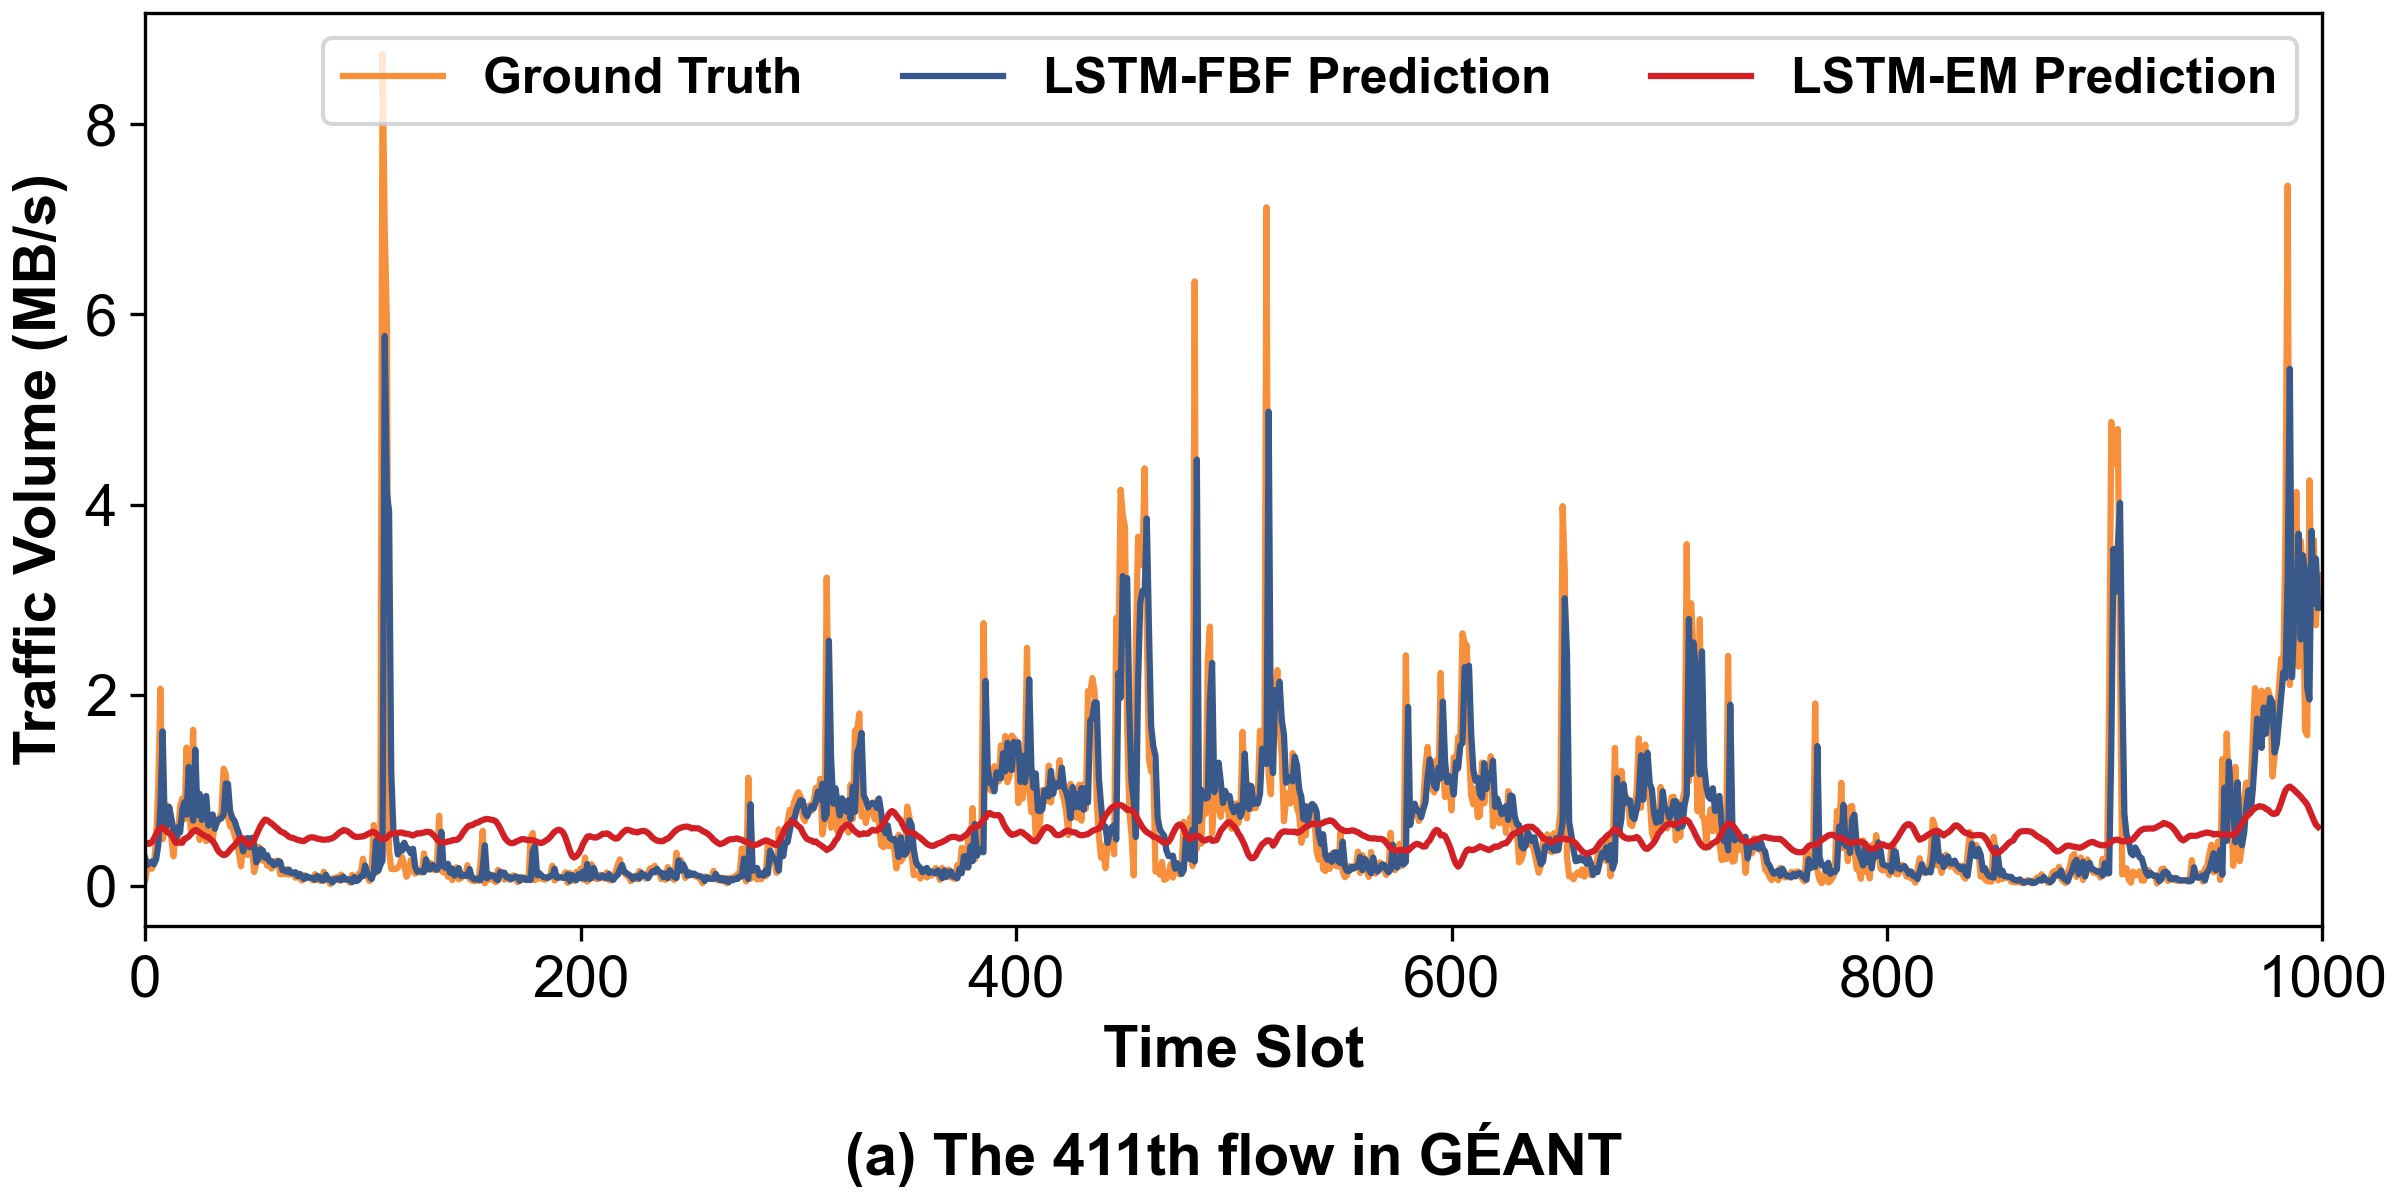 Ground Truth LSTM-FBF Prediction LSTM-EM Prediction
Traffic Volume (MB/s)
8
6
4
2
0
0 200 400 600 800 1000
Time Slot
(a) The 411th flow in GÉANT